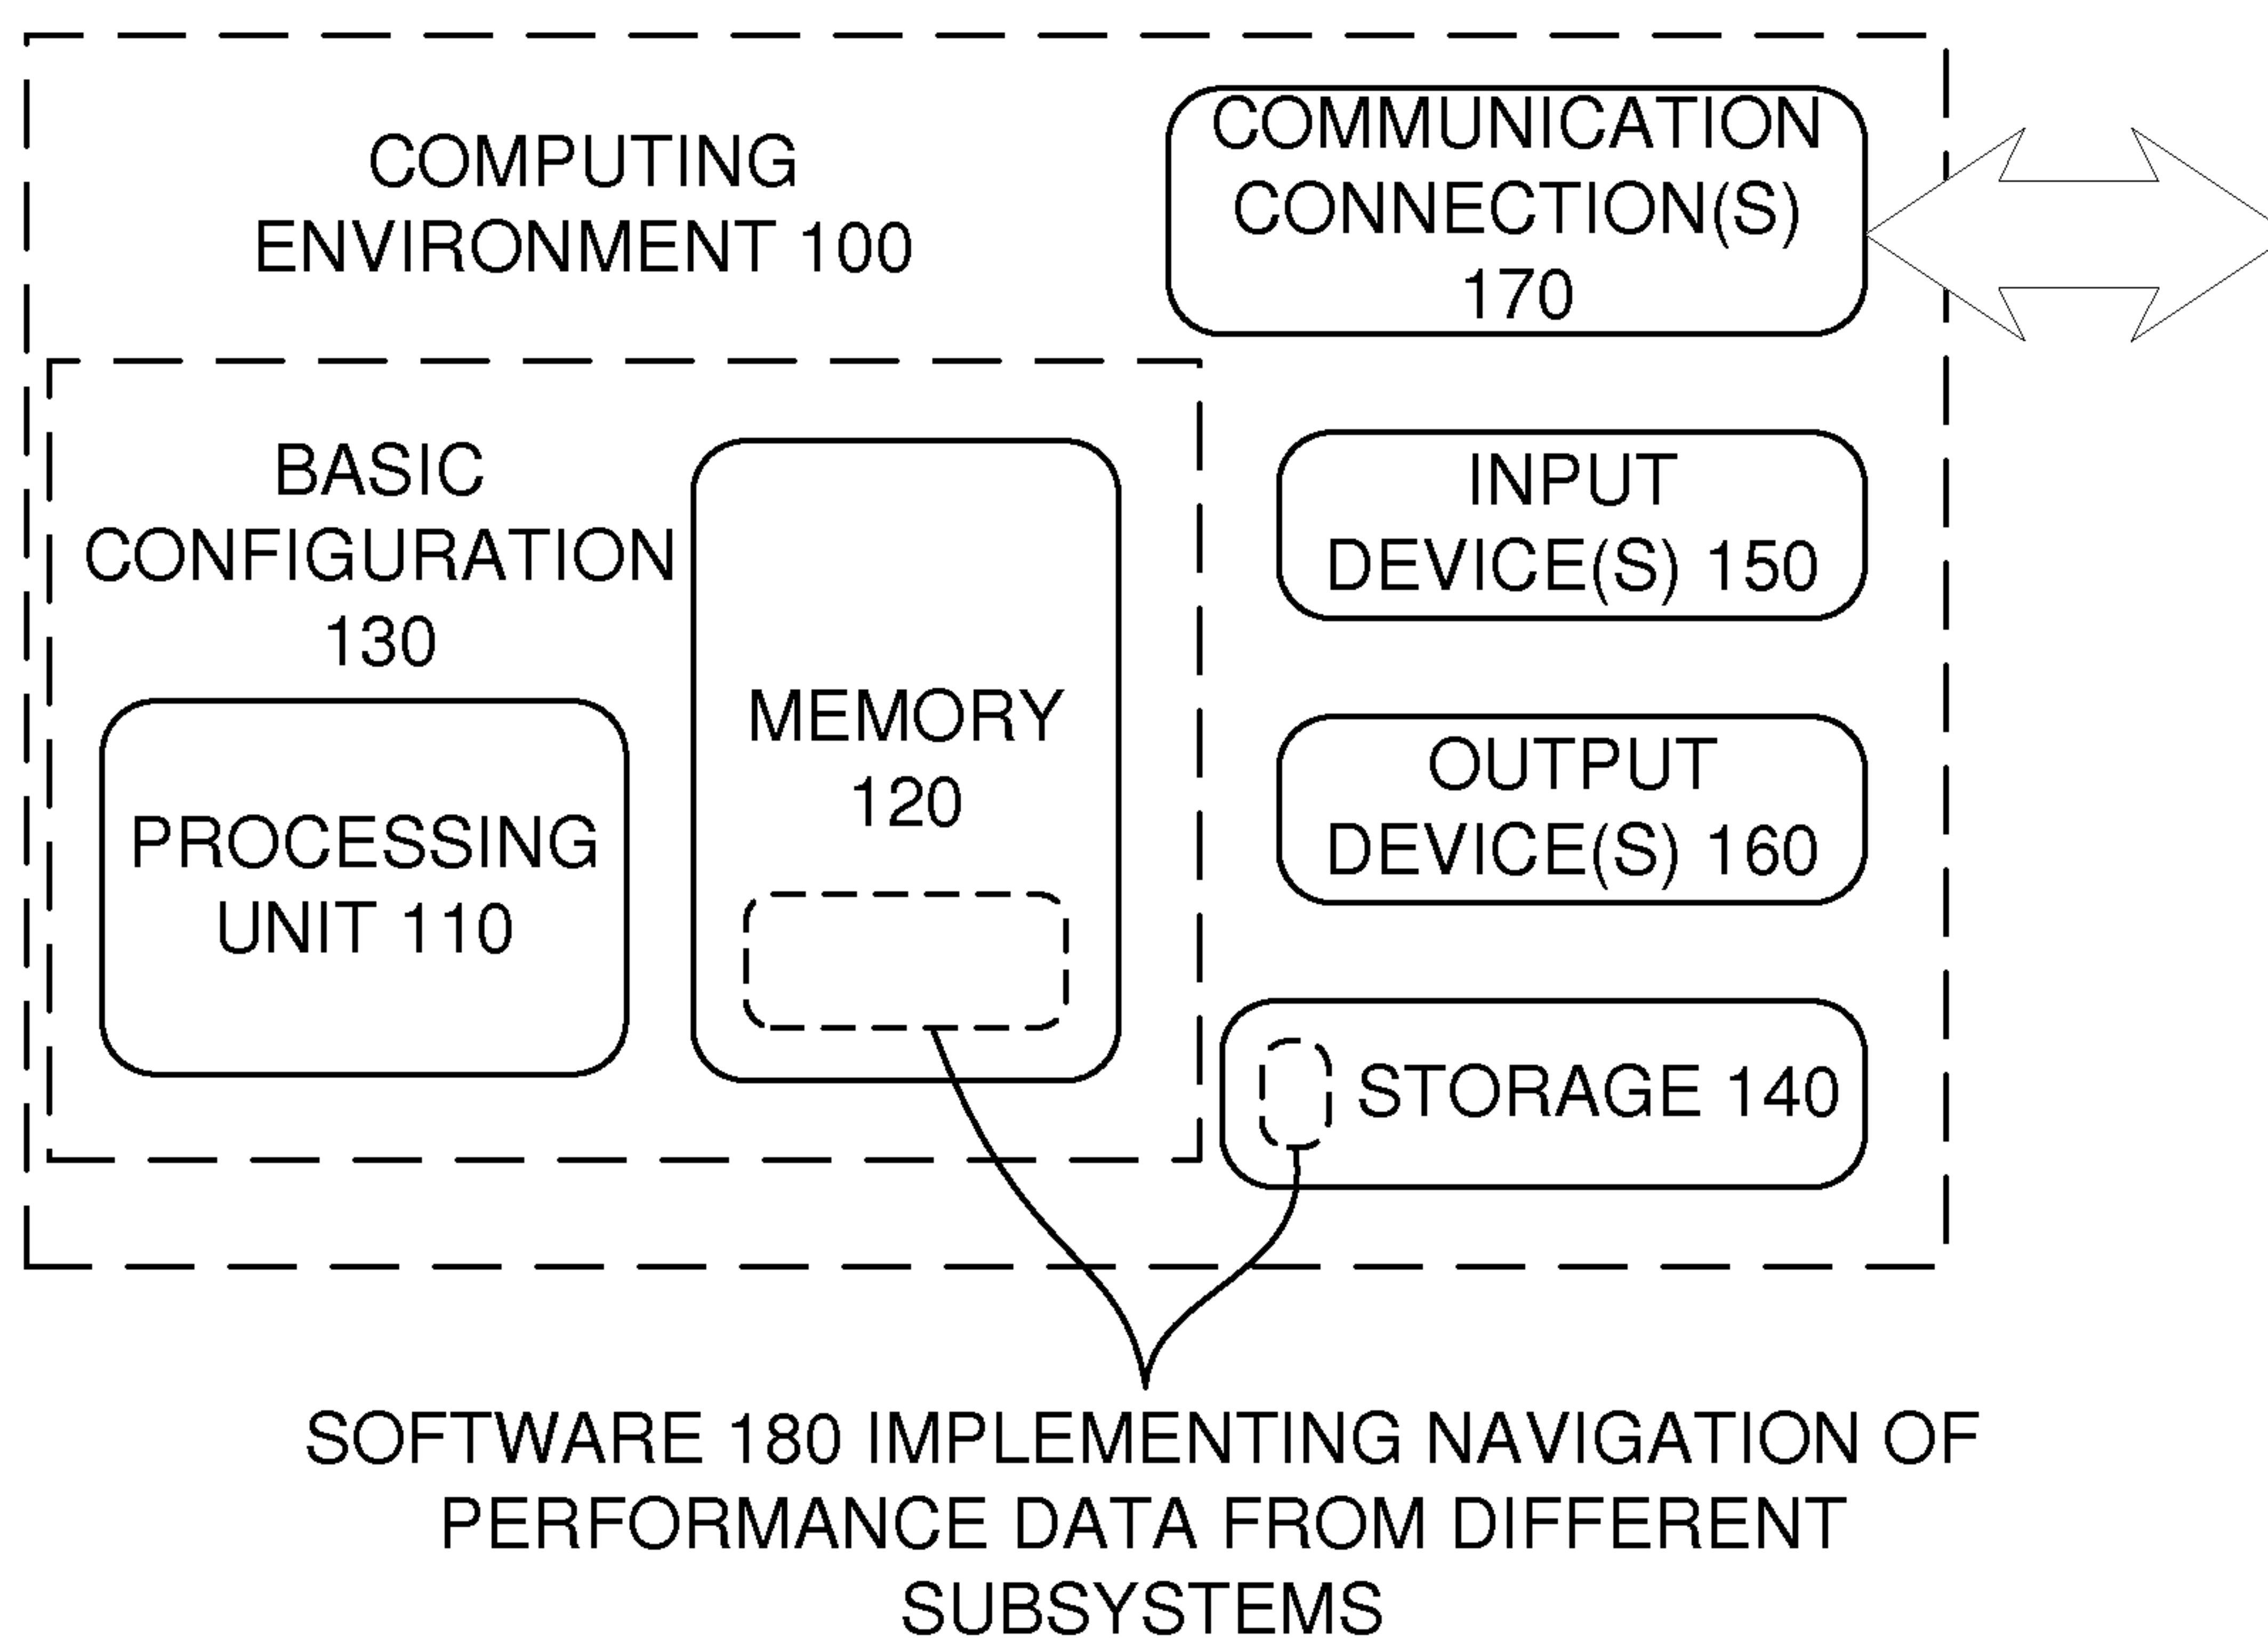 COMPUTING
ENVIRONMENT 100
COMMUNICATION
CONNECTION(S)
170
BASIC
CONFIGURATION
130
PROCESSING
UNIT 110
MEMORY
120
INPUT
DEVICE(S) 150
OUTPUT
DEVICE(S) 160
STORAGE 140
SOFTWARE 180 IMPLEMENTING NAVIGATION OF
PERFORMANCE DATA FROM DIFFERENT
SUBSYSTEMS